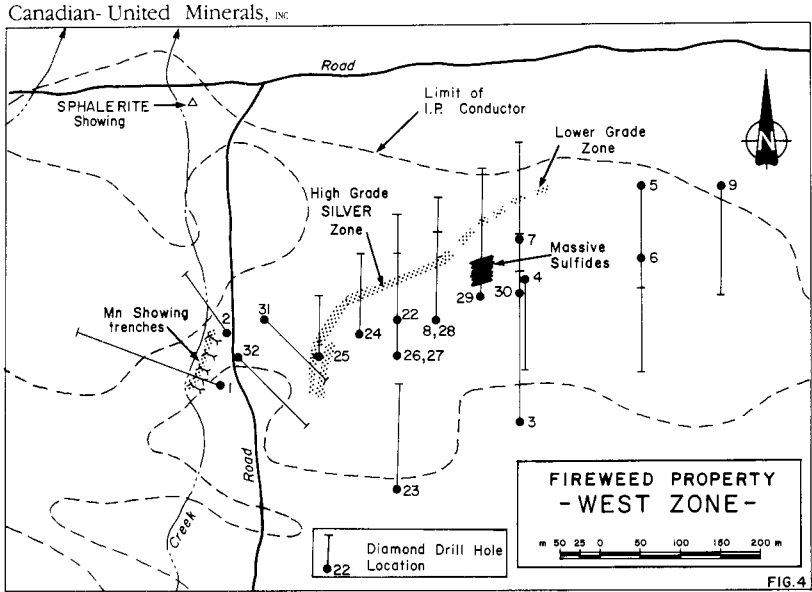 Canadian-United Minerals, INC
Road
SPHALERITE
Showing
Limit of
I.P. Conductor
Lower Grade
Zone
N
High Grade
SILVER
Zone
5
9
7
6
Massive
Sulfides
4
Mn Showing
trenches
31
2
22
29
30
24
8,28
32
25
26,27
1
3
Road
23
Creek
FIREWEED PROPERTY
-WEST ZONE-
m 50 25 0 50 100 150 200 m
Diamond Drill Hole
Location
22
FIG.4